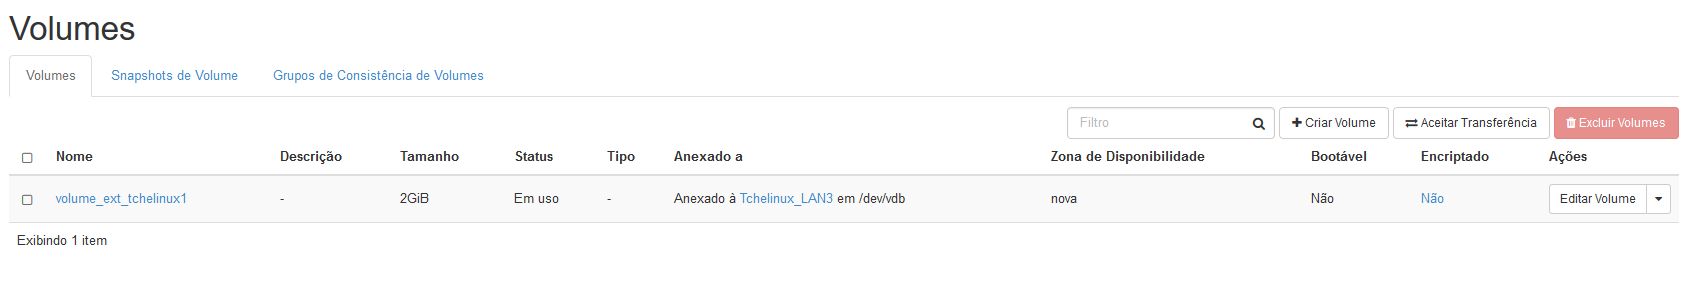 Volumes
Volumes Snapshots de Volume Grupos de Consistência de Volumes
Filtro Criar Volume Aceitar Transferência Excluir Volumes
Nome Descrição Tamanho Status Tipo Anexado a Zona de Disponibilidade Bootável Encriptado Ações
volume_ext_tchelinux1 - 2GiB Em uso - Anexado à Tchelinux_LAN3 em /dev/vdb nova Não Não Editar Volume
Exibindo 1 item